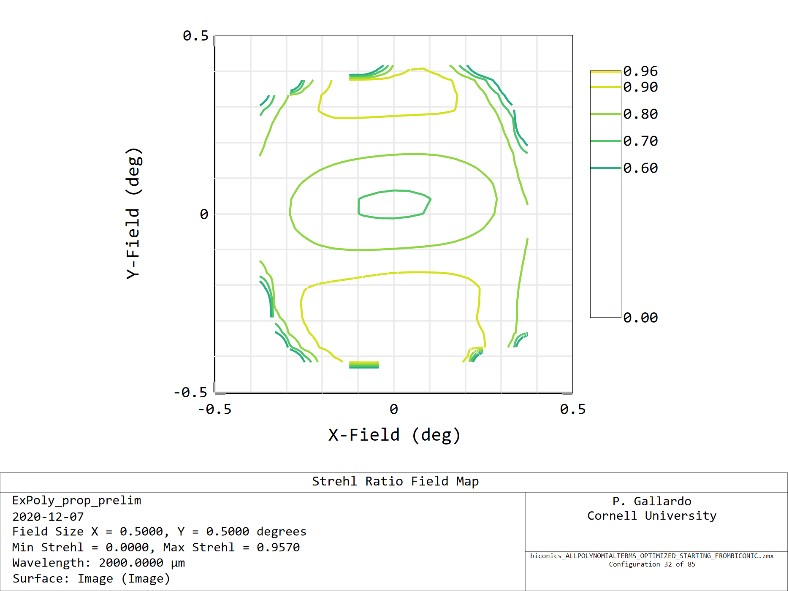 0.5
0
-0.5
-0.5
0
0.5
Y-Field (deg)
X-Field (deg)
0.96
0.90
0.80
0.70
0.60
0.00
Strehl Ratio Field Map
ExPoly_prop_prelim
2020-12-07
Field Size X = 0.5000, Y = 0.5000 degrees
Min Strehl = 0.0000, Max Strehl = 0.9570
Wavelength: 2000.0000 µm
Surface: Image (Image)
P. Gallardo
Cornell University
biconics_ALLPOLYNOMIALTERMS_OPTIMIZED_STARTING_FROMBICONIC.zmx
Configuration 32 of 85